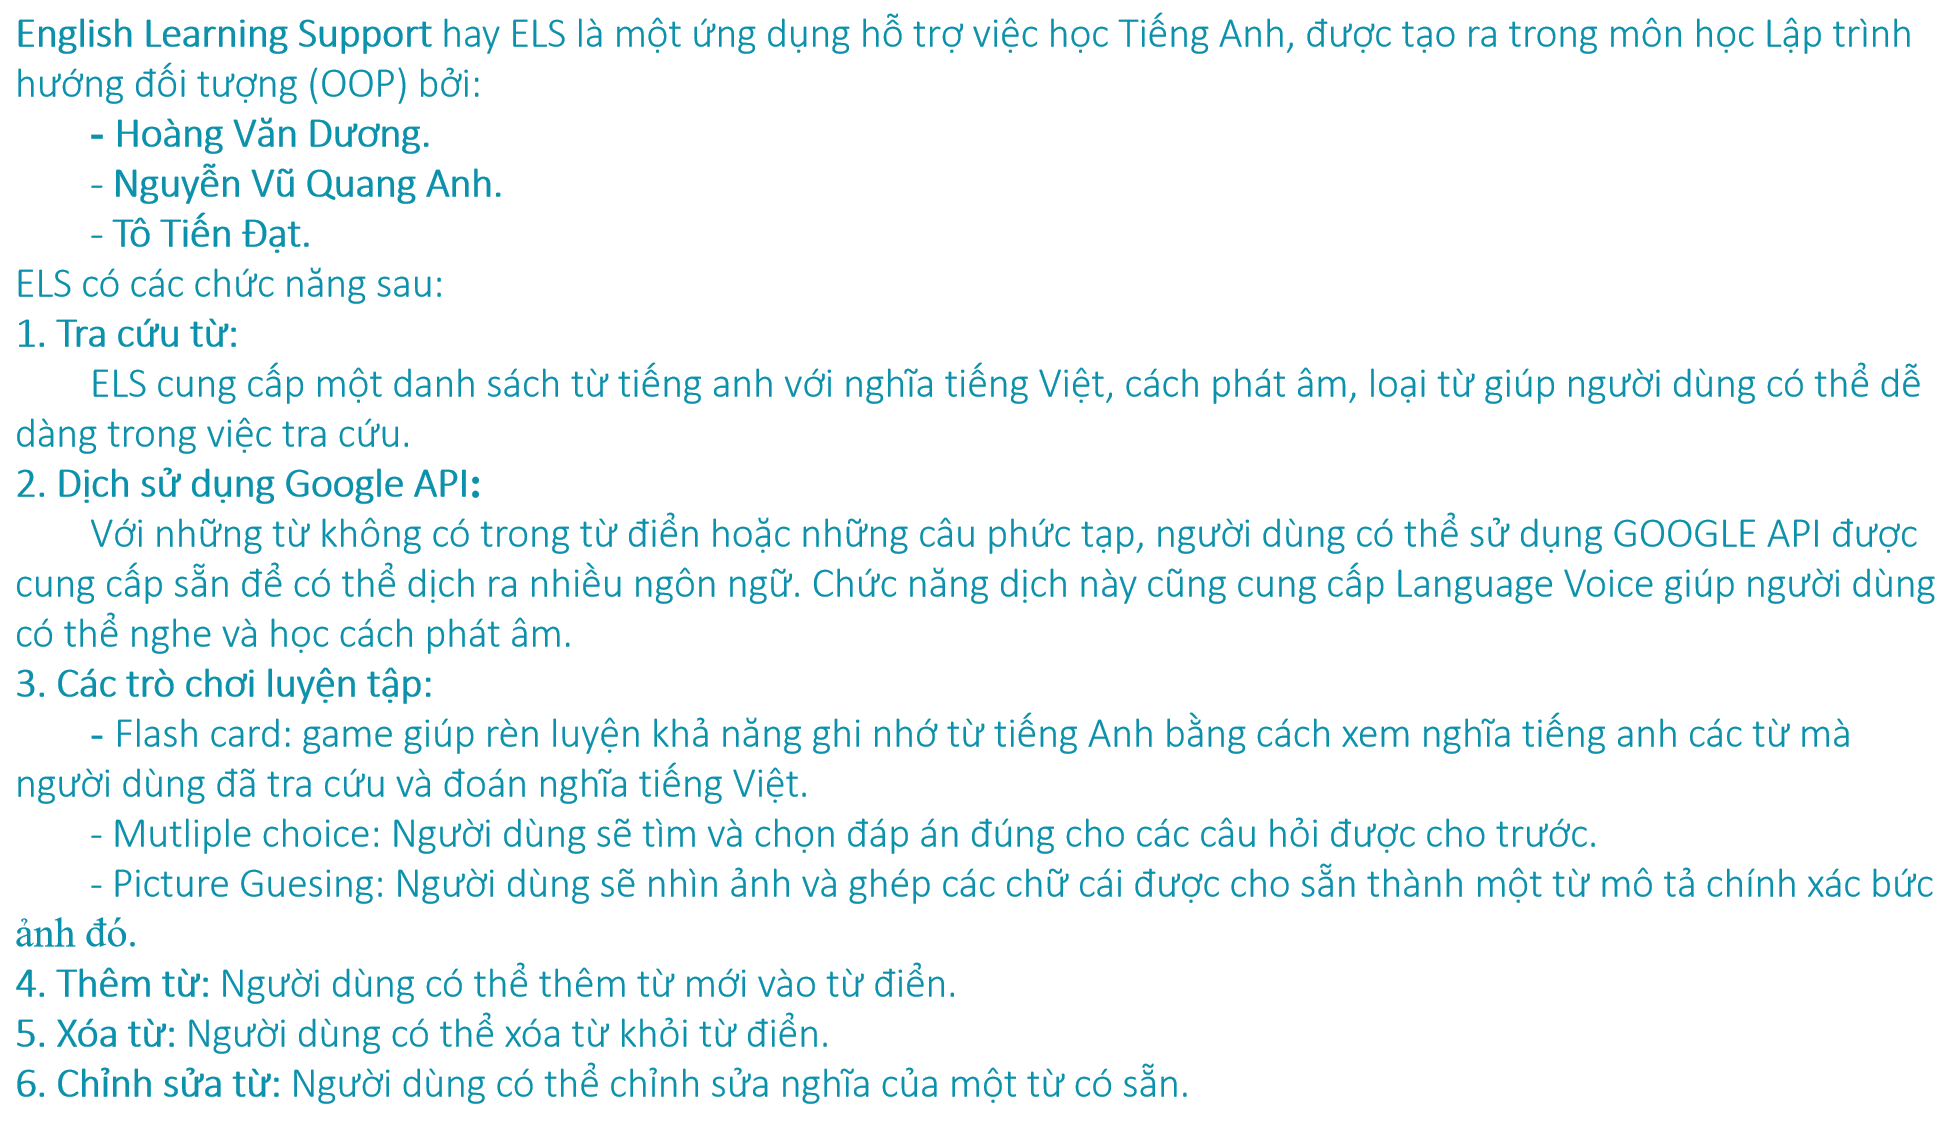 English Learning Support hay ELS là một ứng dụng hỗ trợ việc học Tiếng Anh, được tạo ra trong môn học Lập trình
hướng đối tượng (OOP) bởi:
- Hoàng Văn Dương.
- Nguyễn Vũ Quang Anh.
- Tô Tiến Đạt.
ELS có các chức năng sau:
1. Tra cứu từ:
ELS cung cấp một danh sách từ tiếng anh với nghĩa tiếng Việt, cách phát âm, loại từ giúp người dùng có thể dễ
dàng trong việc tra cứu.
2. Dịch sử dụng Google API:
Với những từ không có trong từ điển hoặc những câu phức tạp, người dùng có thể sử dụng GOOGLE API được
cung cấp sẵn để có thể dịch ra nhiều ngôn ngữ. Chức năng dịch này cũng cung cấp Language Voice giúp người dùng
có thể nghe và học cách phát âm.
3. Các trò chơi luyện tập:
- Flash card: game giúp rèn luyện khả năng ghi nhớ từ tiếng Anh bằng cách xem nghĩa tiếng anh các từ mà
người dùng đã tra cứu và đoán nghĩa tiếng Việt.
- Mutliple choice: Người dùng sẽ tìm và chọn đáp án đúng cho các câu hỏi được cho trước.
- Picture Guesing: Người dùng sẽ nhìn ảnh và ghép các chữ cái được cho sẵn thành một từ mô tả chính xác bức
ảnh đó.
4. Thêm từ: Người dùng có thể thêm từ mới vào từ điển.
5. Xóa từ: Người dùng có thể xóa từ khỏi từ điển.
6. Chỉnh sửa từ: Người dùng có thể chỉnh sửa nghĩa của một từ có sẵn.